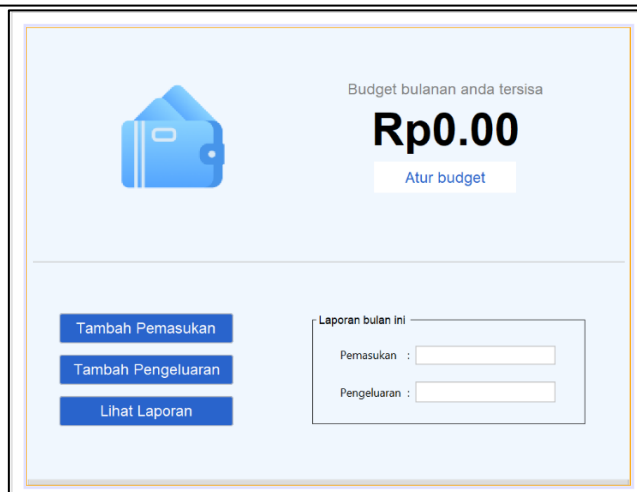 Budget bulanan anda tersisa
Rp0.00
Atur budget
Tambah Pemasukan
Tambah Pengeluaran
Lihat Laporan
Laporan bulan ini
Pemasukan :
Pengeluaran :